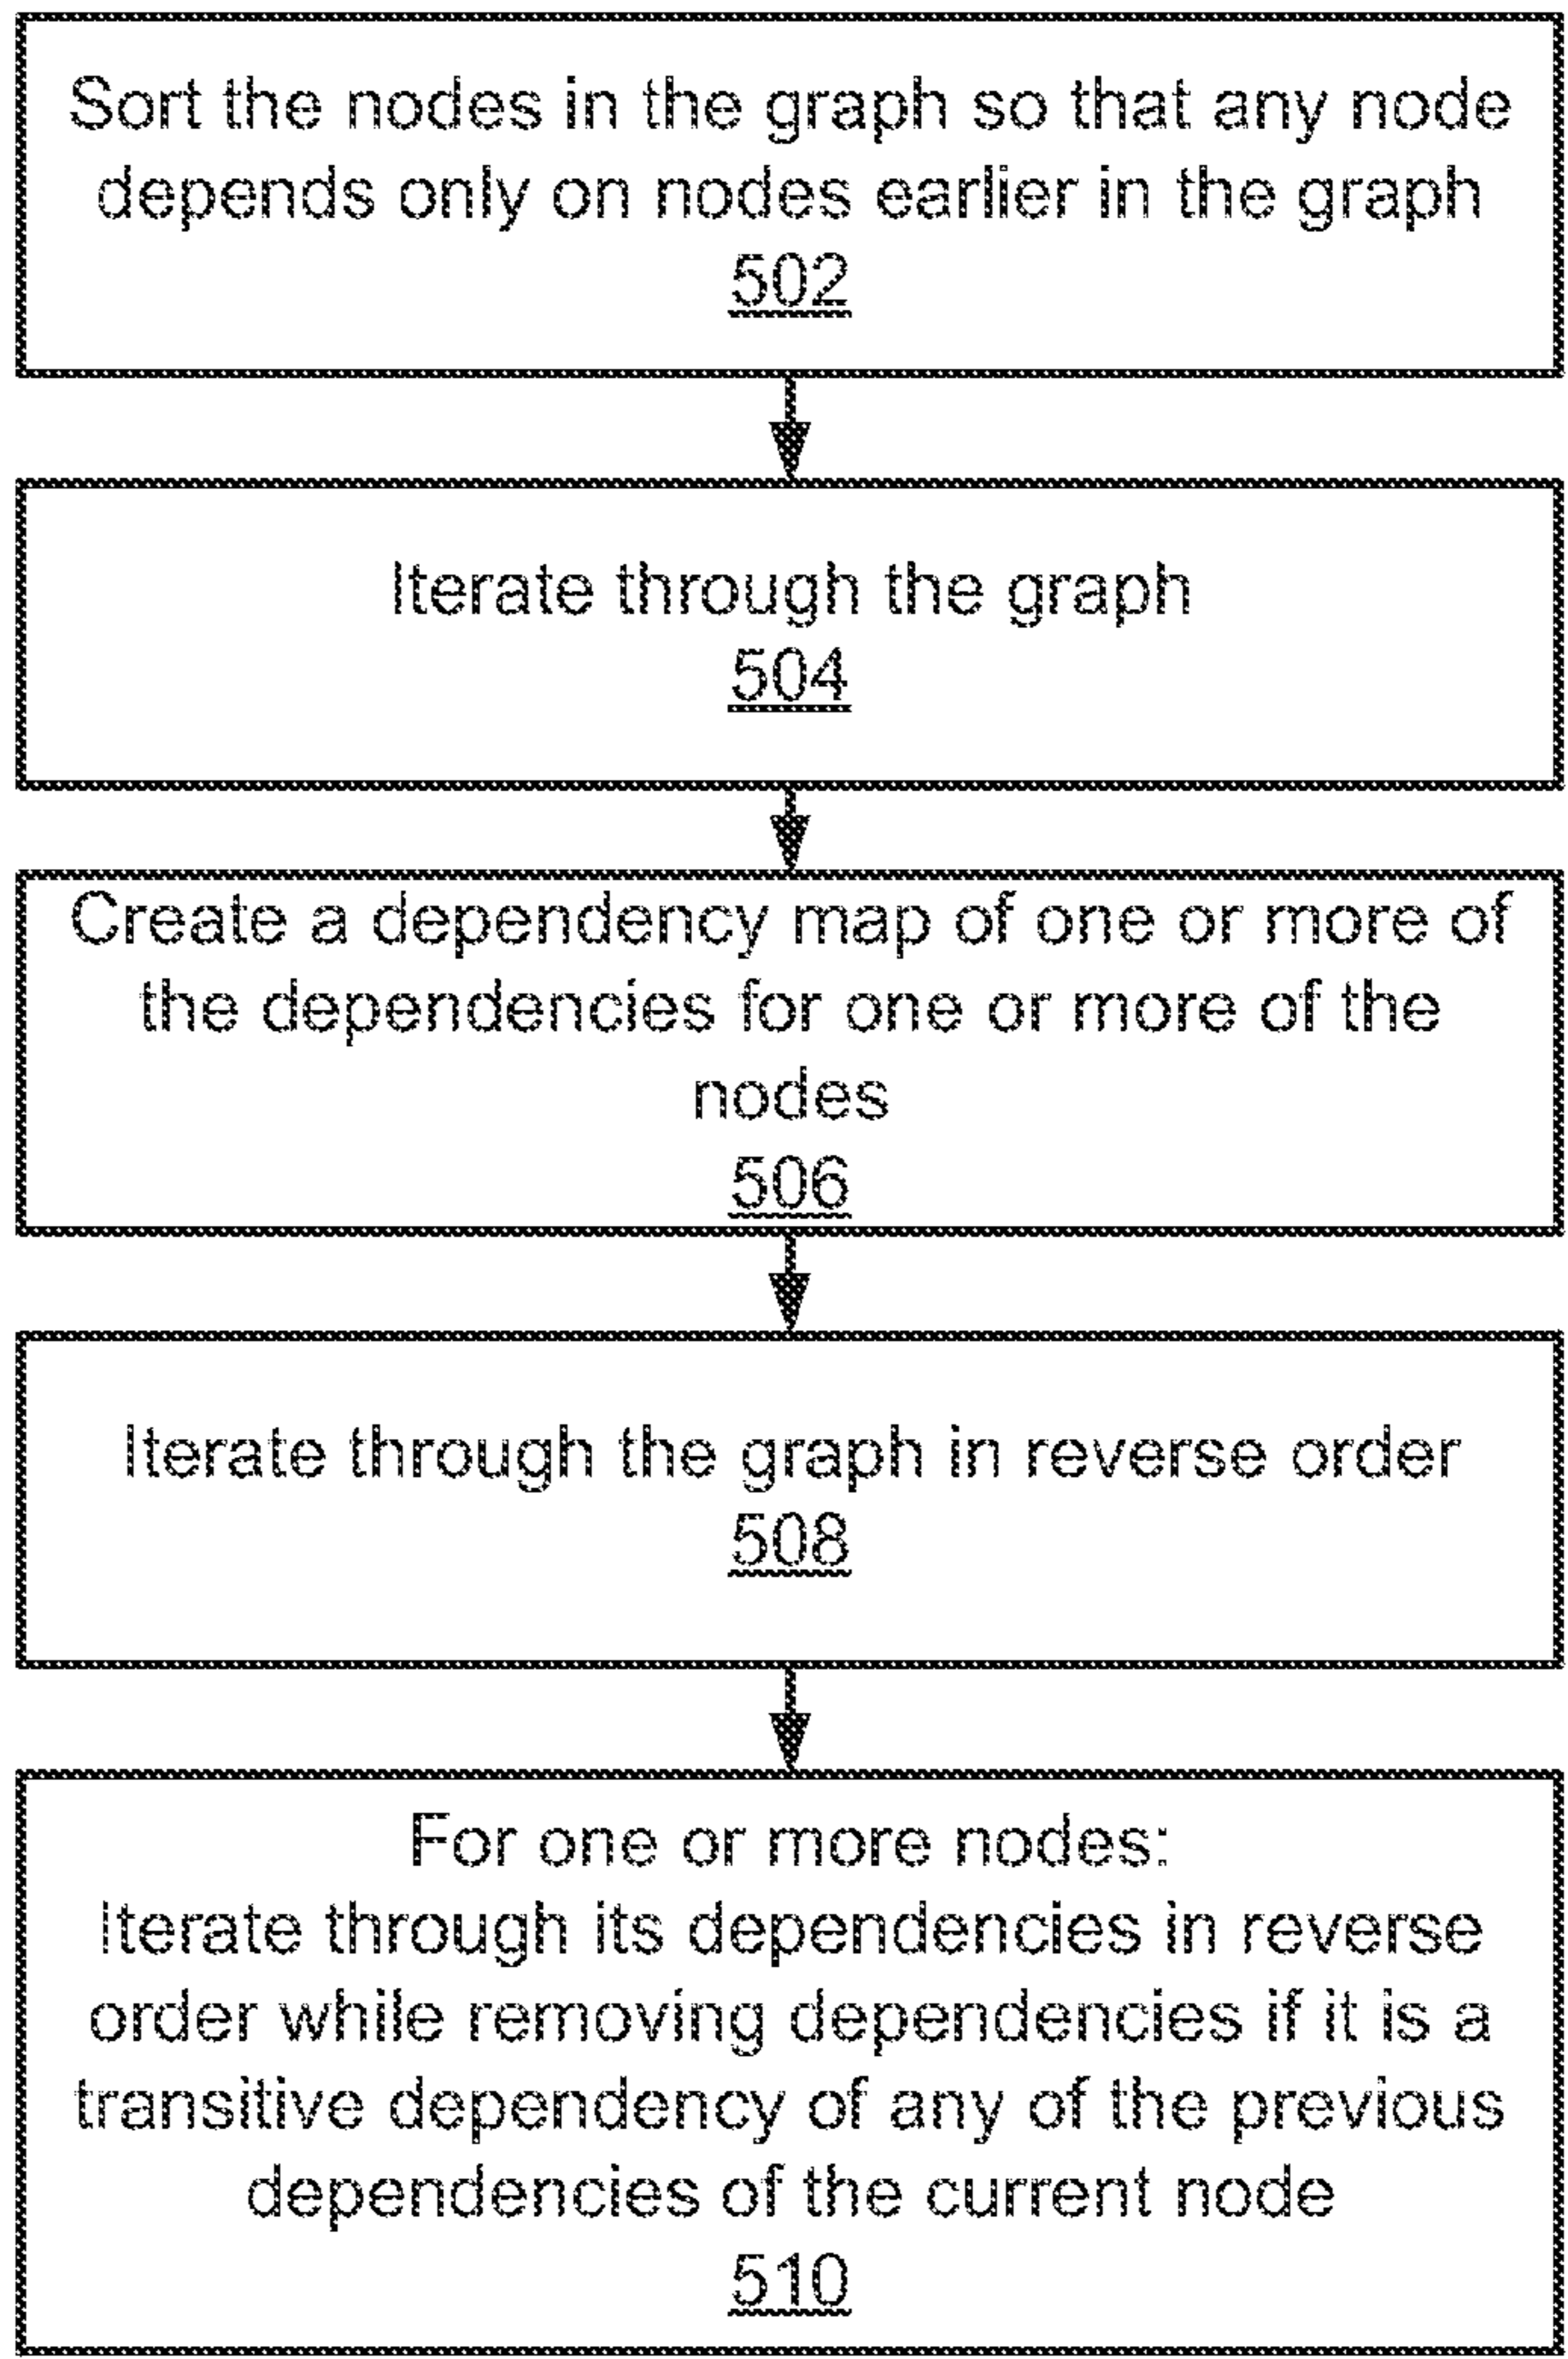 Sort the nodes in the graph so that any node
depends only on nodes earlier in the graph
502
Iterate through the graph
504
Create a dependency map of one or more of
the dependencies for one or more of the
nodes
506
Iterate through the graph in reverse order
508
For one or more nodes:
Iterate through its dependencies in reverse
order while removing dependencies if it is a
transitive dependency of any of the previous
dependencies of the current node
510